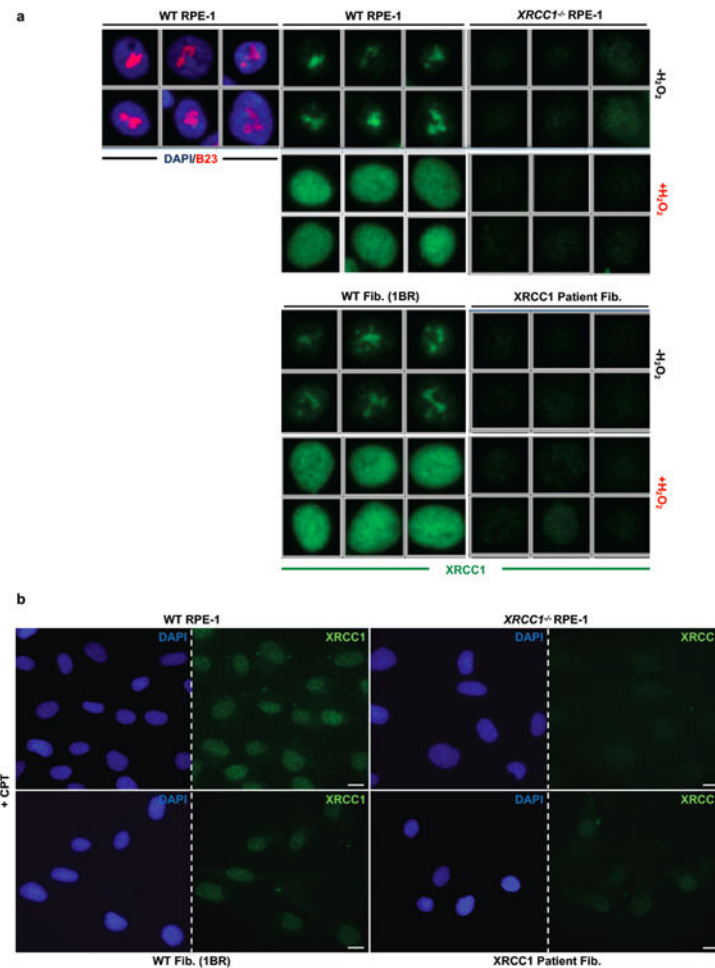 a
WT RPE-1
WT RPE-1
XRCC1-/- RPE-1
-H2O2
DAPI/B23
+H2O2
WT Fib. (1BR)
XRCC1 Patient Fib.
-H2O2
+H2O2
XRCC1
b
WT RPE-1
XRCC1-/- RPE-1
DAPI
XRCC1
DAPI
XRCC
+ CPT
DAPI
XRCC1
DAPI
XRCC
WT Fib. (1BR)
XRCC1 Patient Fib.